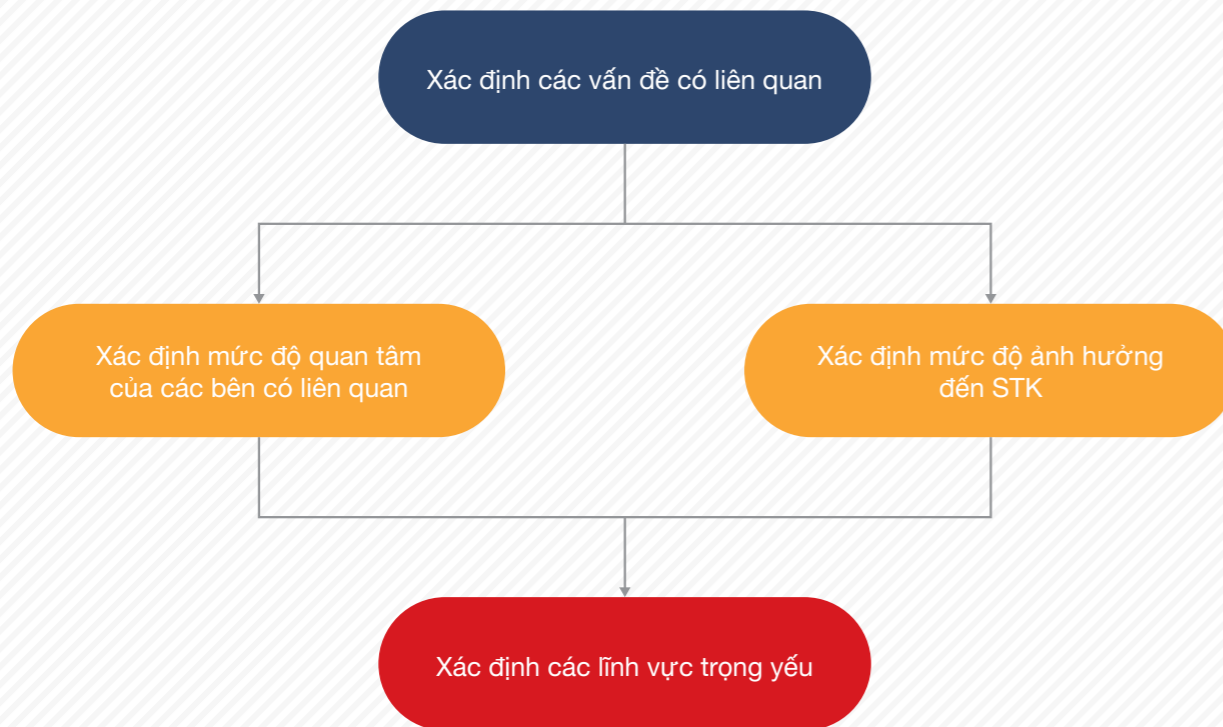 Xác định các vấn đề có liên quan
Xác định mức độ quan tâm
của các bên có liên quan
Xác định mức độ ảnh hưởng
đến STK
Xác định các lĩnh vực trọng yếu